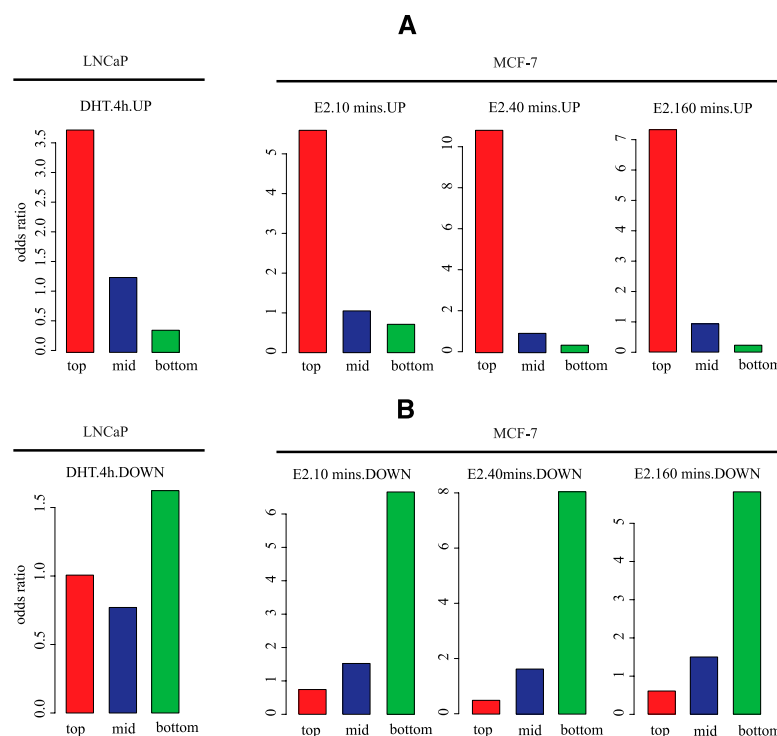 A
LNCaP
MCF-7
DHT.4h.UP
E2.10 mins.UP
E2.40 mins.UP
E2.160 mins.UP
odds ratio
0.0 0.5 1.0 1.5 2.0 2.5 3.0 3.5
0 1 2 3 4 5
0 2 4 6 8 10
0 1 2 3 4 5 6 7
top mid bottom
top mid bottom
top mid bottom
top mid bottom
B
LNCaP
MCF-7
DHT.4h.DOWN
E2.10 mins.DOWN
E2.40mins.DOWN
E2.160 mins.DOWN
odds ratio
0.0 0.5 1.0 1.5
0 1 2 3 4 5 6
0 2 4 6 8
0 1 2 3 4 5
top mid bottom
top mid bottom
top mid bottom
top mid bottom